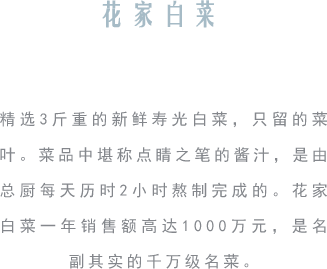 花家白菜
精选3斤重的新鲜寿光白菜，只留的菜
叶。菜品中堪称点睛之笔的酱汁，是由
总厨每天历时2小时熬制完成的。花家
白菜一年销售额高达1000万元，是名
副其实的千万级名菜。